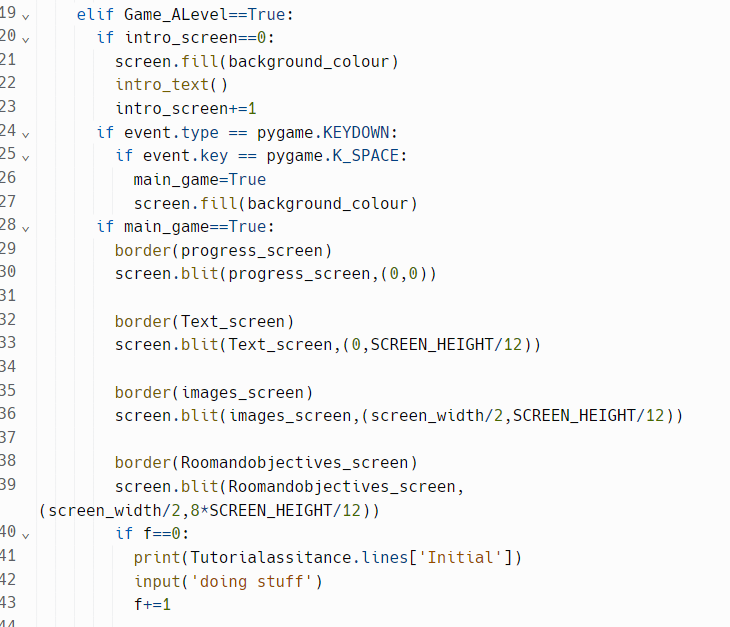 19 elif Game_ALevel==True:
20 if intro_screen==0:
21 screen.fill(background_colour)
22 intro_text()
23 intro_screen+=1
24 if event.type == pygame.KEYDOWN:
25 if event.key == pygame.K_SPACE:
26 main_game=True
27 screen.fill(background_colour)
28 if main_game==True:
29 border(progress_screen)
30 screen.blit(progress_screen,(0,0))
31
32 border(Text_screen)
33 screen.blit(Text_screen,(0,SCREEN_HEIGHT/12))
34
35 border(images_screen)
36 screen.blit(images_screen,(screen_width/2,SCREEN_HEIGHT/12))
37
38 border(Roomandobjectives_screen)
39 screen.blit(Roomandobjectives_screen,
(screen_width/2,8*SCREEN_HEIGHT/12))
40 if f==0:
41 print(Tutorialassitance.lines['Initial'])
42 input('doing stuff')
43 f+=1
44